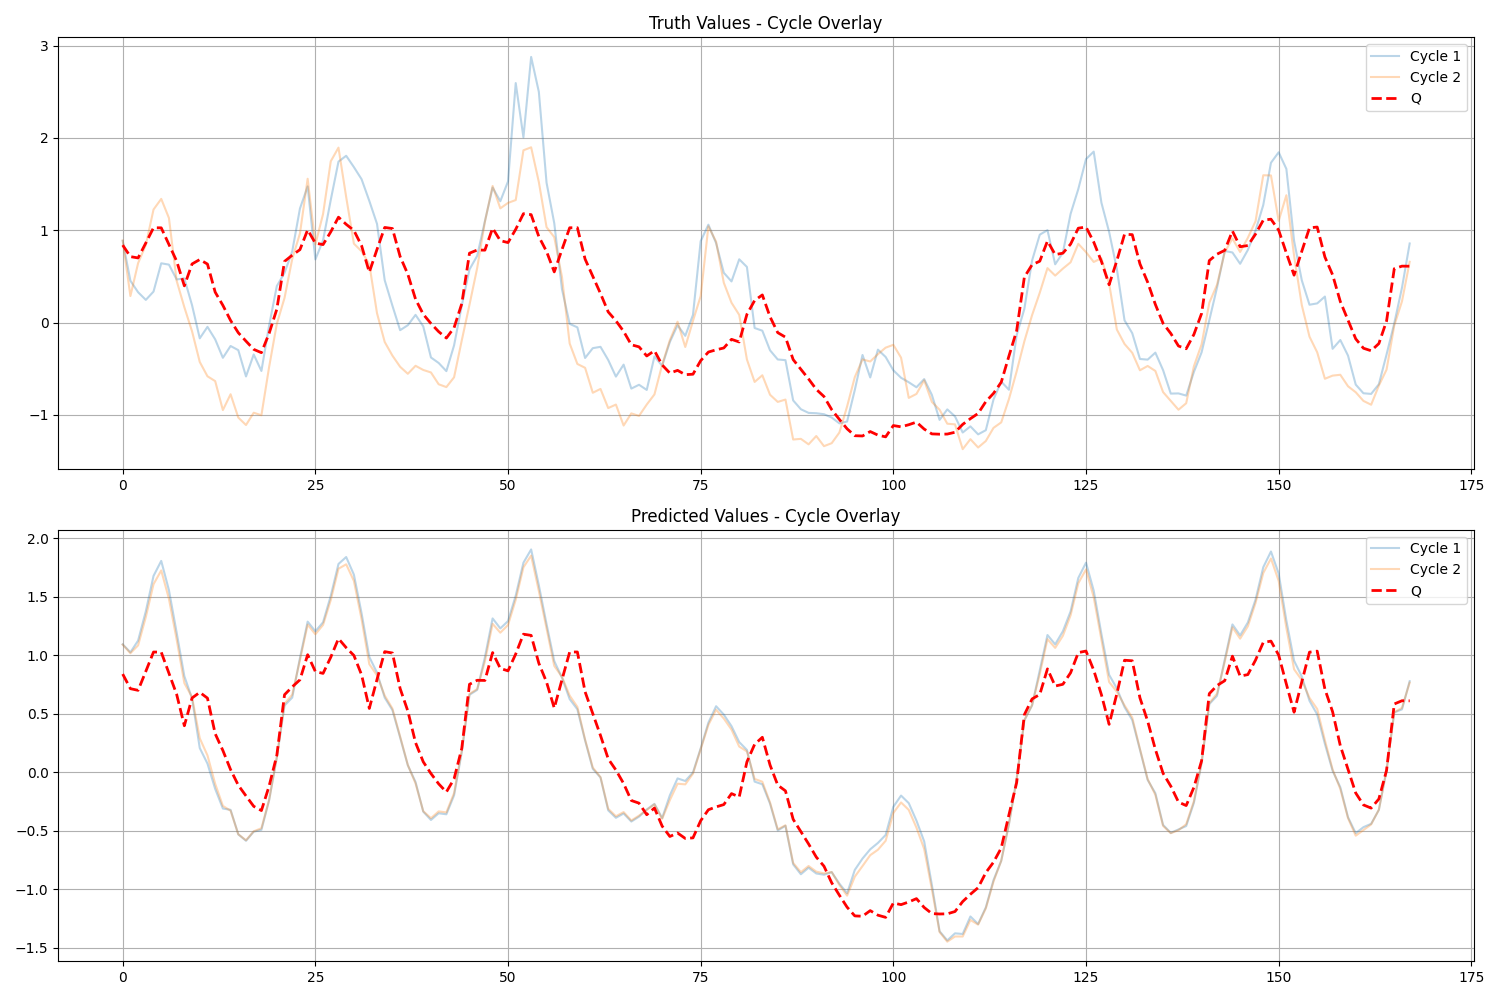 Truth Values - Cycle Overlay
3
2
1
0
−1
Cycle 1
Cycle 2
Q
0 25 50 75 100 125 150 175
Predicted Values - Cycle Overlay
2.0
1.5
1.0
0.5
0.0
−0.5
−1.0
−1.5
Cycle 1
Cycle 2
Q
0 25 50 75 100 125 150 175